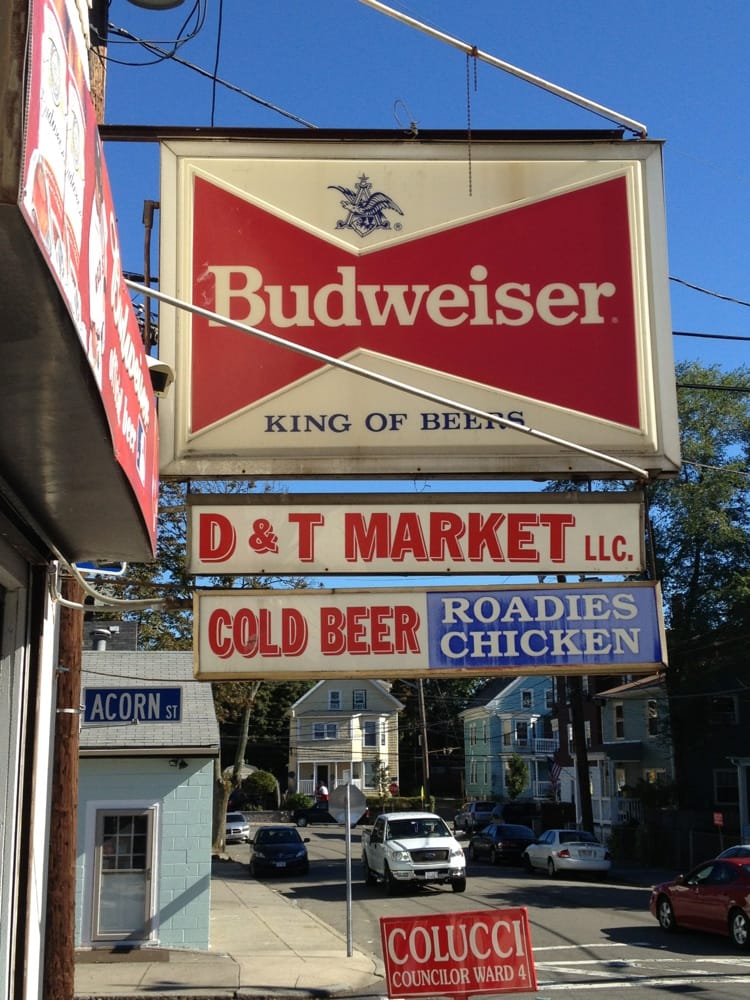 Budweiser
KING OF BEERS
D & T MARKET LLC.
COLD BEER
ROADIES
CHICKEN
ACORN ST
COLUCCI
COUNCILOR WARD 4